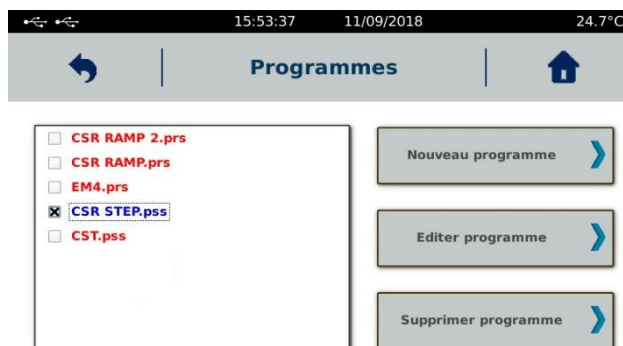 15:53:37 11/09/2018 24.7°C
Programmes
CSR RAMP 2.prs
CSR RAMP.prs
EM4.prs
CSR STEP.pss
CST.pss
Nouveau programme
Editer programme
Supprimer programme